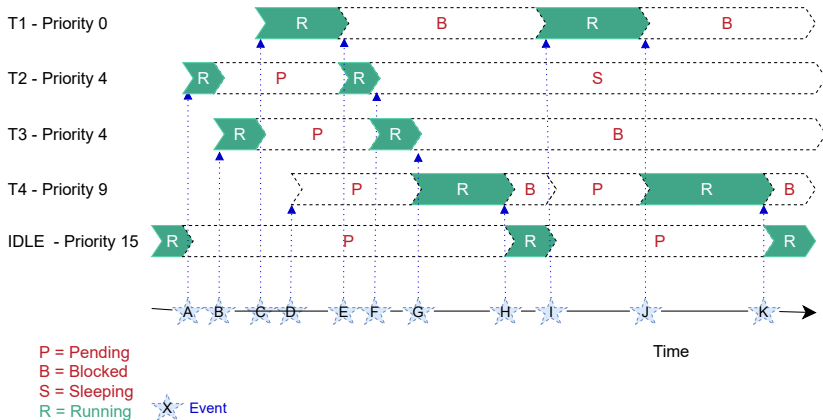 T1 - Priority 0 R B R B
T2 - Priority 4 R P R S
T3 - Priority 4 R P R B
T4 - Priority 9 P R B P R B
IDLE - Priority 15 R P R P R
A B C D E F G H I J K
Time
P = Pending
B = Blocked
S = Sleeping
R = Running
X Event